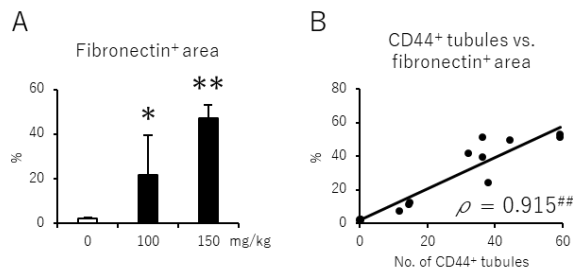 A
Fibronectin⁺ area
60
40
20
0
%
*
**
0 100 150 mg/kg
B
CD44⁺ tubules vs.
fibronectin⁺ area
80
60
40
20
0
%
ρ = 0.915##
0 20 40 60
No. of CD44⁺ tubules